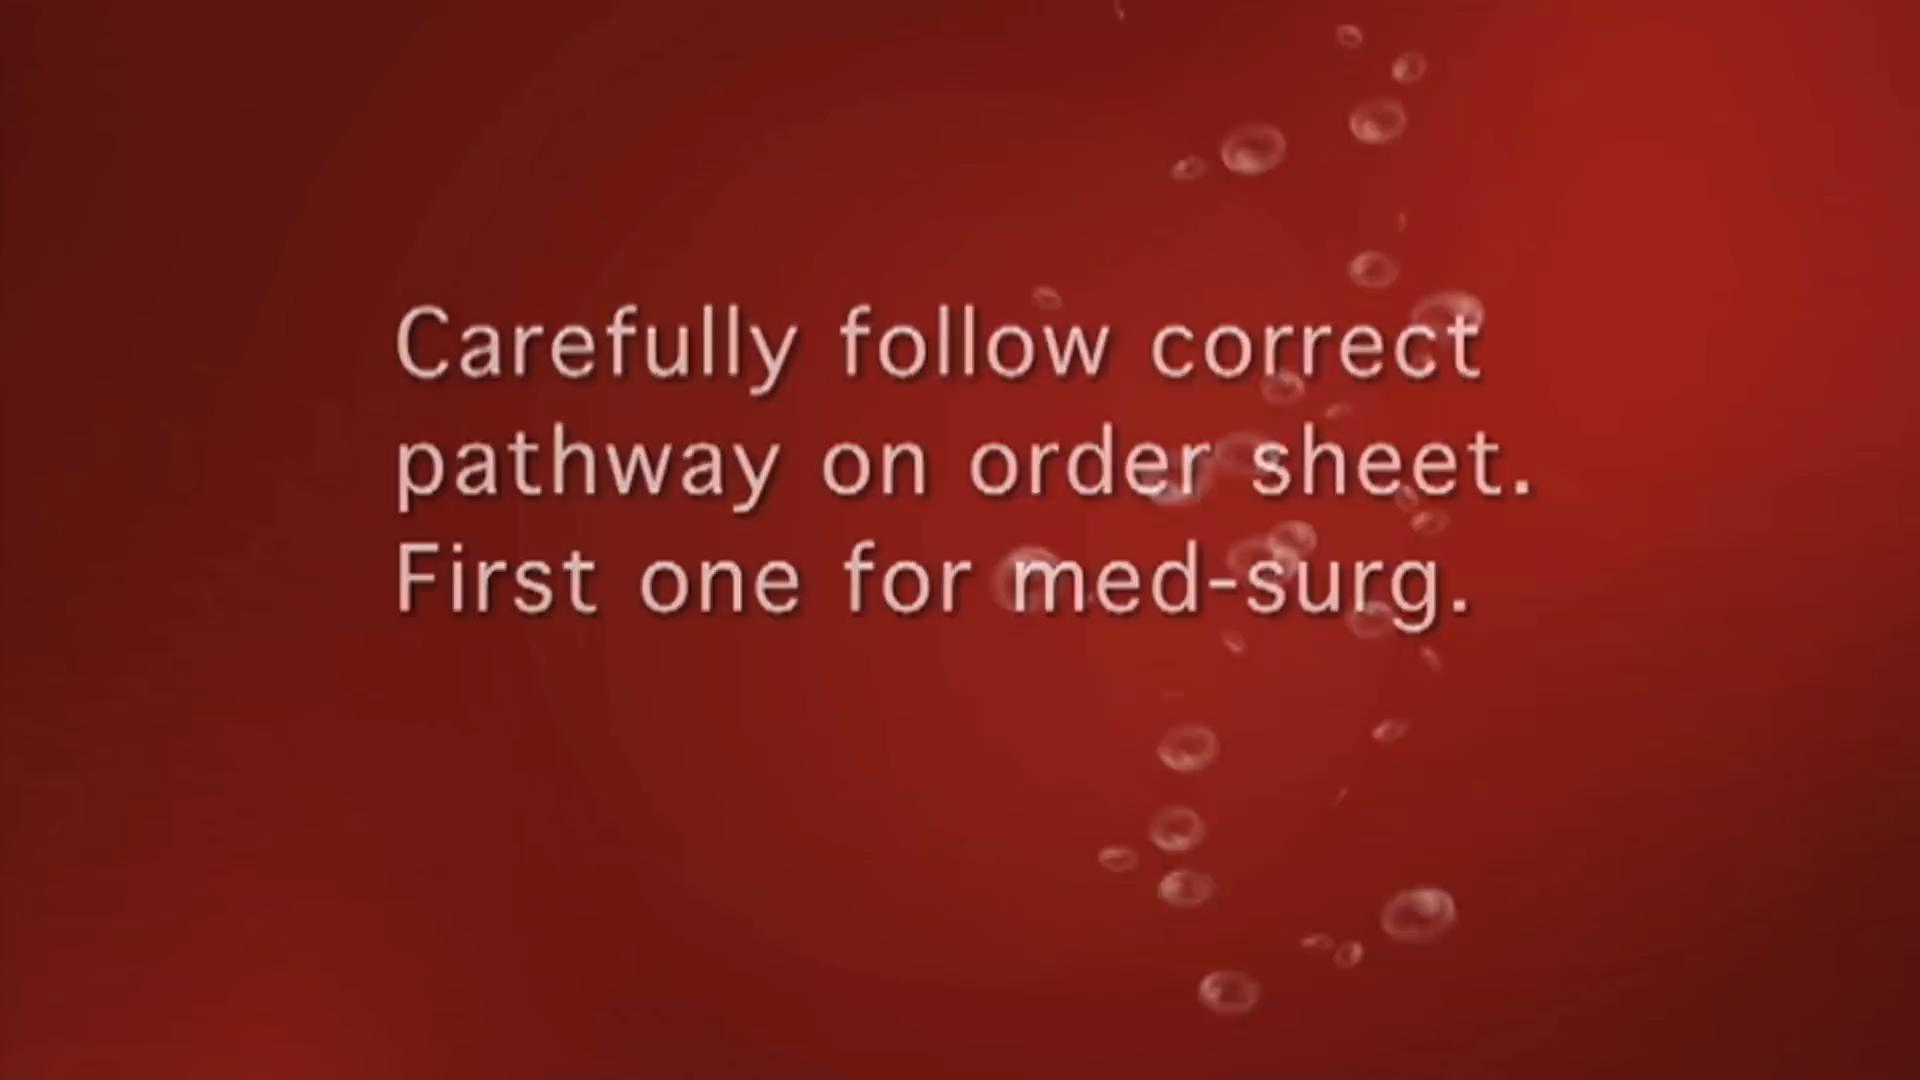 Carefully follow correct
pathway on order sheet.
First one for med-surg.